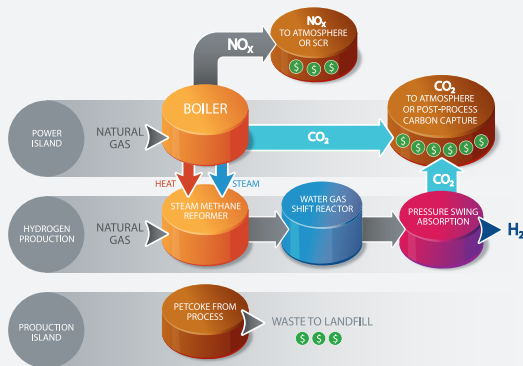 NOX
NOX
TO ATMOSPHERE
OR SCR
$ $ $
BOILER
CO2
TO ATMOSPHERE
OR POST-PROCESS
CARBON CAPTURE
$ $ $ $ $ $
POWER
ISLAND
NATURAL
GAS
CO2
HEAT
STEAM
CO2
HYDROGEN
PRODUCTION
NATURAL
GAS
STEAM METHANE
REFORMER
WATER GAS
SHIFT REACTOR
PRESSURE SWING
ABSORPTION
H2
PRODUCTION
ISLAND
PETCOKE FROM
PROCESS
WASTE TO LANDFILL
$ $ $